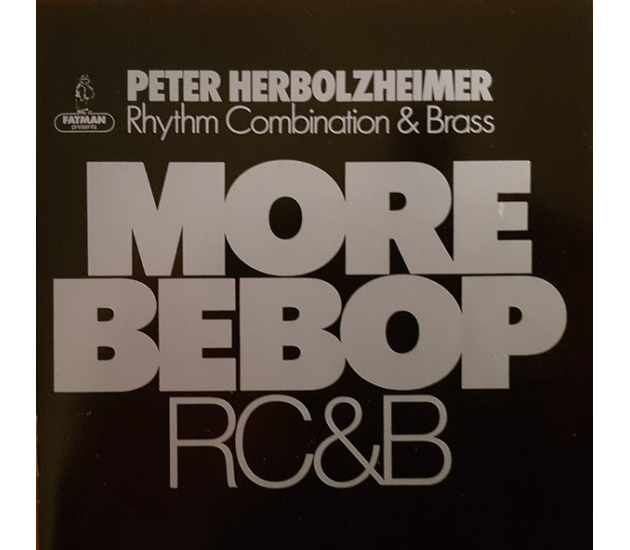 PETER HERBOLZHEIMER
Rhythm Combination & Brass
FATMAN
presents
MORE
BEBOP
RC&B